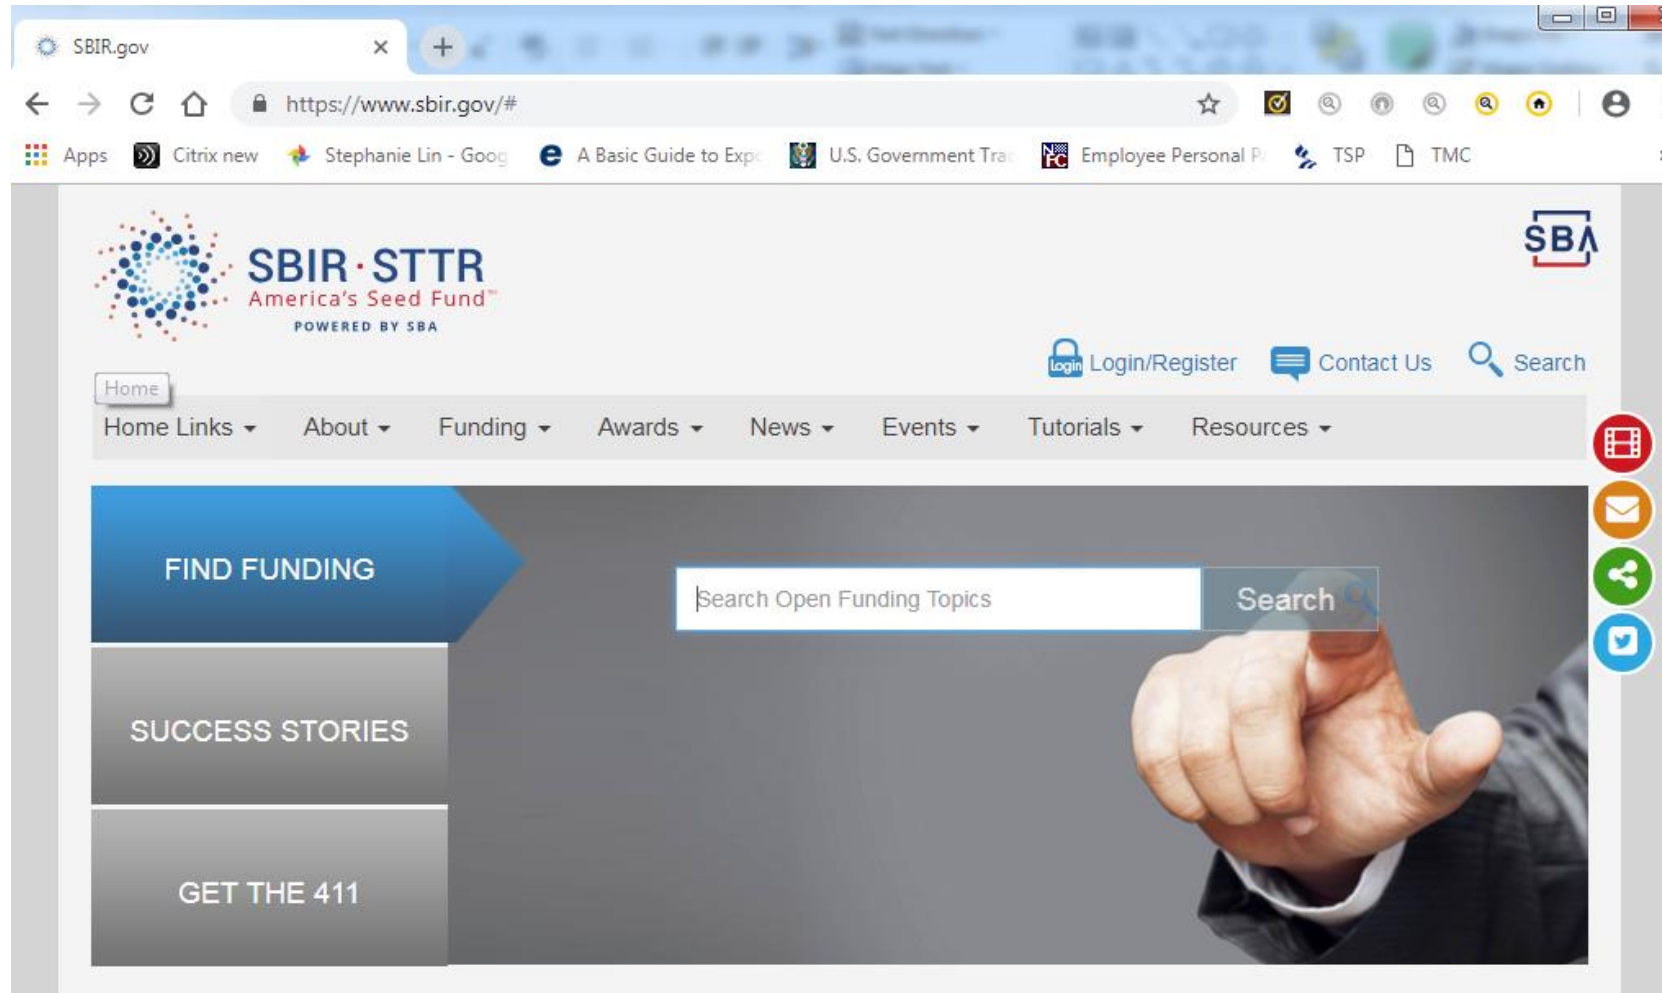 SBIR.gov
https://www.sbir.gov/#
Apps Citrix new Stephanie Lin - Goog A Basic Guide to Exp U.S. Government Tra Employee Personal P TSP TMC
SBIR·STTR
America's Seed Fund™
POWERED BY SBA
SBA
Login Login/Register Contact Us Search
Home
Home Links About Funding Awards News Events Tutorials Resources
FIND FUNDING
Search Open Funding Topics Search
SUCCESS STORIES
GET THE 411